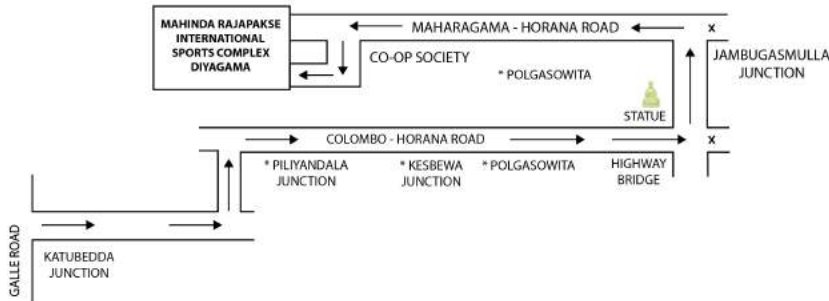 MAHINDA RAJAPAKSE
INTERNATIONAL
SPORTS COMPLEX
DIYAGAMA
MAHARAGAMA - HORANA ROAD
x
CO-OP SOCIETY
* POLGASOWITA
JAMBUGASMULLA
JUNCTION
STATUE
COLOMBO - HORANA ROAD
x
* PILIYANDALA
JUNCTION
* KESBEWA
JUNCTION
* POLGASOWITA
HIGHWAY
BRIDGE
GALLE ROAD
KATUBEDDA
JUNCTION